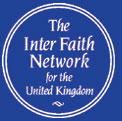 The
Inter Faith
Network
for the
United Kingdom